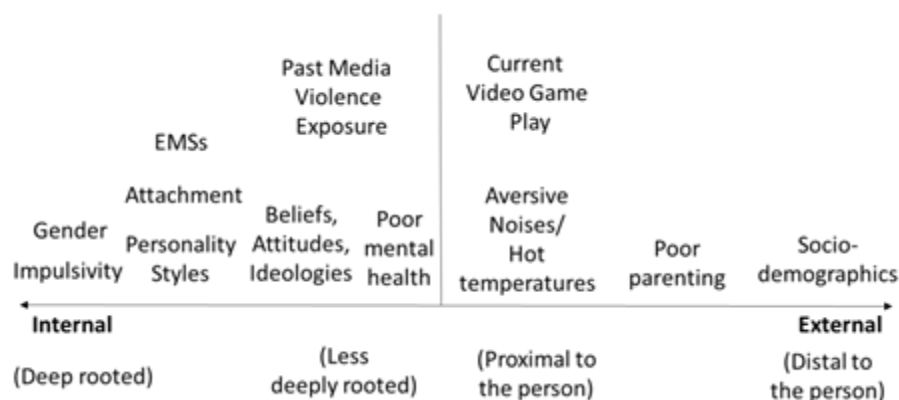 Past Media
Violence
Exposure
Current
Video Game
Play
EMSs
Attachment
Gender
Impulsivity
Personality
Styles
Beliefs,
Attitudes,
Ideologies
Poor
mental
health
Aversive
Noises/
Hot
temperatures
Poor
parenting
Socio-
demographics
Internal
External
(Deep rooted)
(Less
deeply rooted)
(Proximal to
the person)
(Distal to
the person)